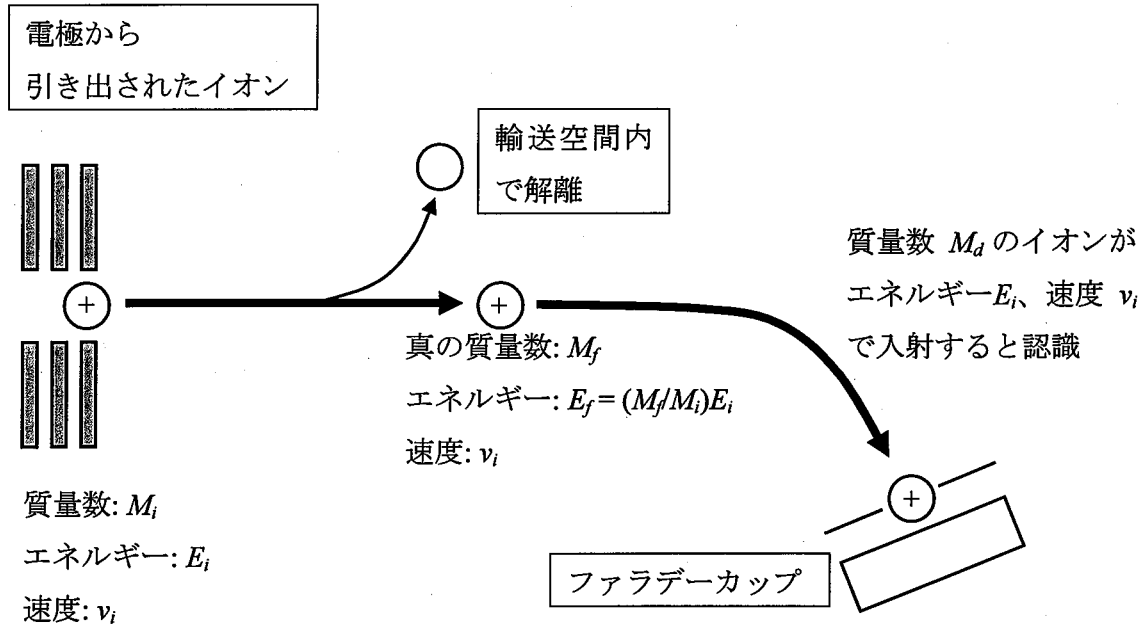 電極から
引き出されたイオン
輸送空間内
で解離
質量数 M_d のイオンが
エネルギーE_i、速度 v_i
で入射すると認識
+
+
真の質量数: M_f
エネルギー: E_f = (M_f/M_i)E_i
速度: v_i
+
質量数: M_i
エネルギー: E_i
速度: v_i
ファラデーカップ